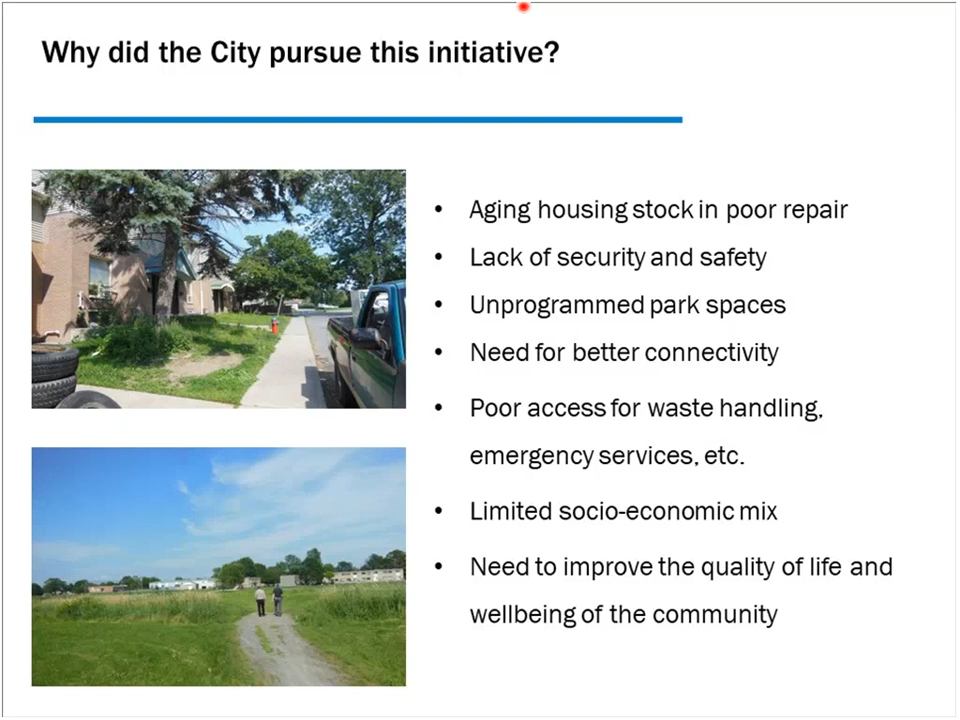 Why did the City pursue this initiative?
• Aging housing stock in poor repair
• Lack of security and safety
• Unprogrammed park spaces
• Need for better connectivity
• Poor access for waste handling,
emergency services, etc.
• Limited socio-economic mix
• Need to improve the quality of life and
wellbeing of the community